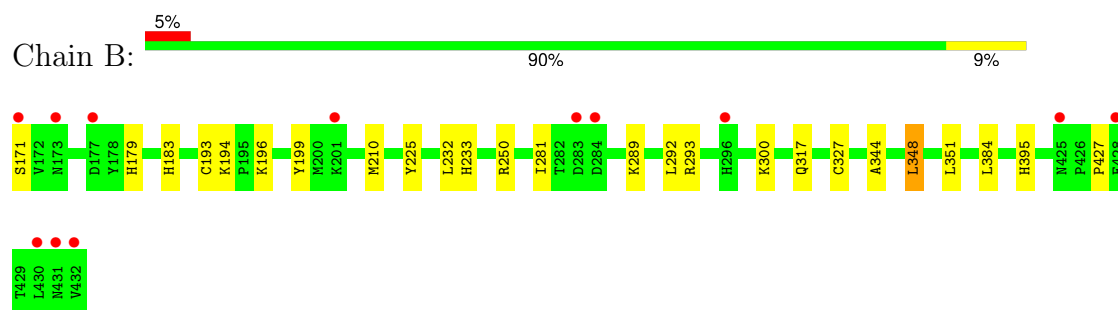 5%
Chain B:
90% 9%
S171 V172 N173 D177 Y178 H179 H183 C193 K194 P195 K196 Y199 M200 K201 M210 Y225 L232 H233 R250 I281 T282 D283 D284 K289 L292 R293 H296 K300 Q317 C327 A344 L348 L351 L384 H395 N425 P426 P427
T429 L430 N431 V432